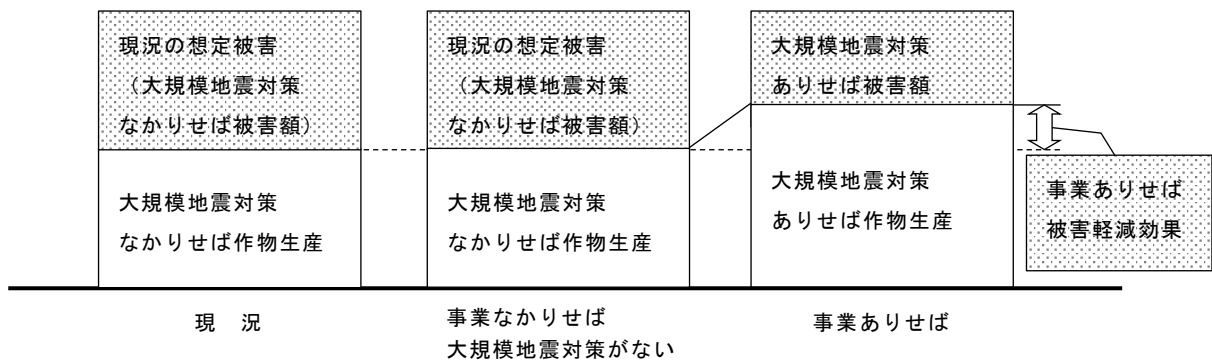 現況の想定被害
（大規模地震対策
なかりせば被害額）
大規模地震対策
なかりせば作物生産
現　況
現況の想定被害
（大規模地震対策
なかりせば被害額）
大規模地震対策
なかりせば作物生産
事業なかりせば
大規模地震対策がない
大規模地震対策
ありせば被害額
大規模地震対策
ありせば作物生産
事業ありせば
事業ありせば
被害軽減効果